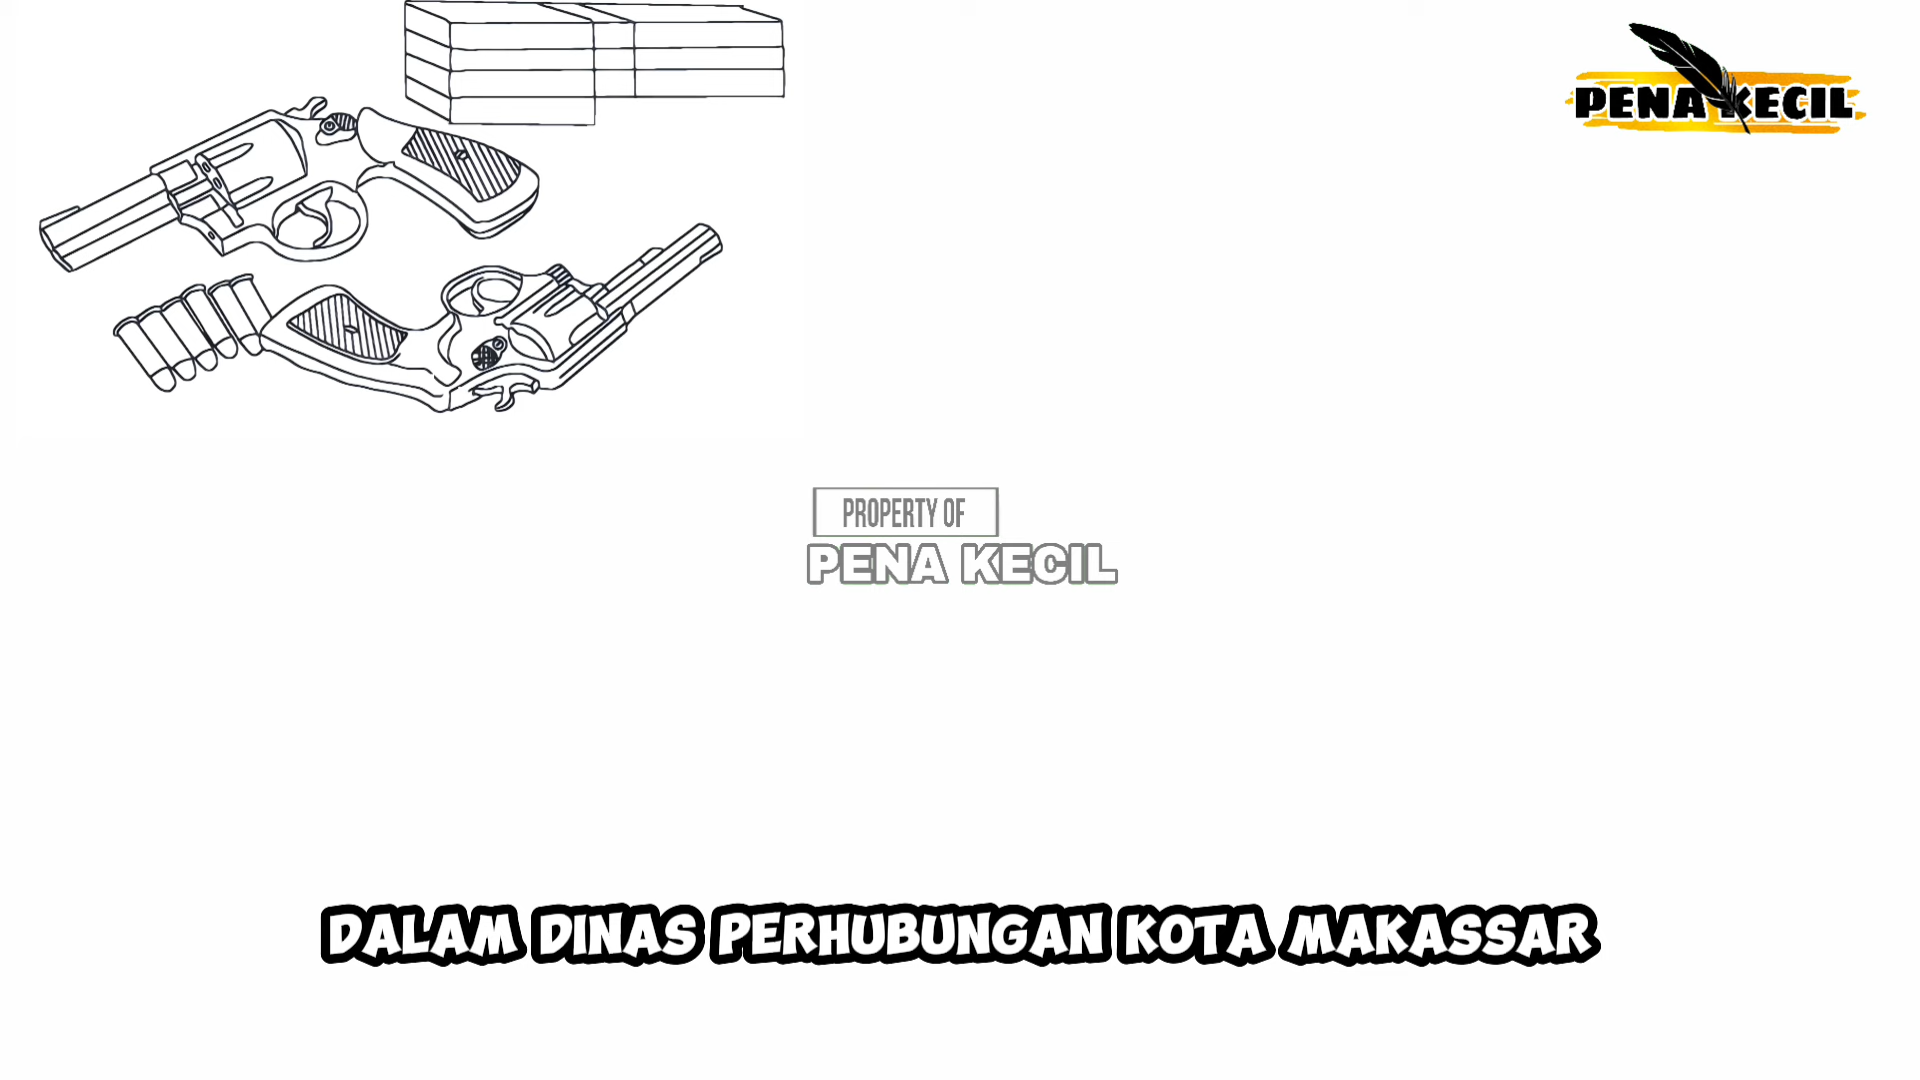 PENA KECIL
PROPERTY OF
PENA KECIL
DALAM DINAS PERHUBUNGAN KOTA MAKASSAR